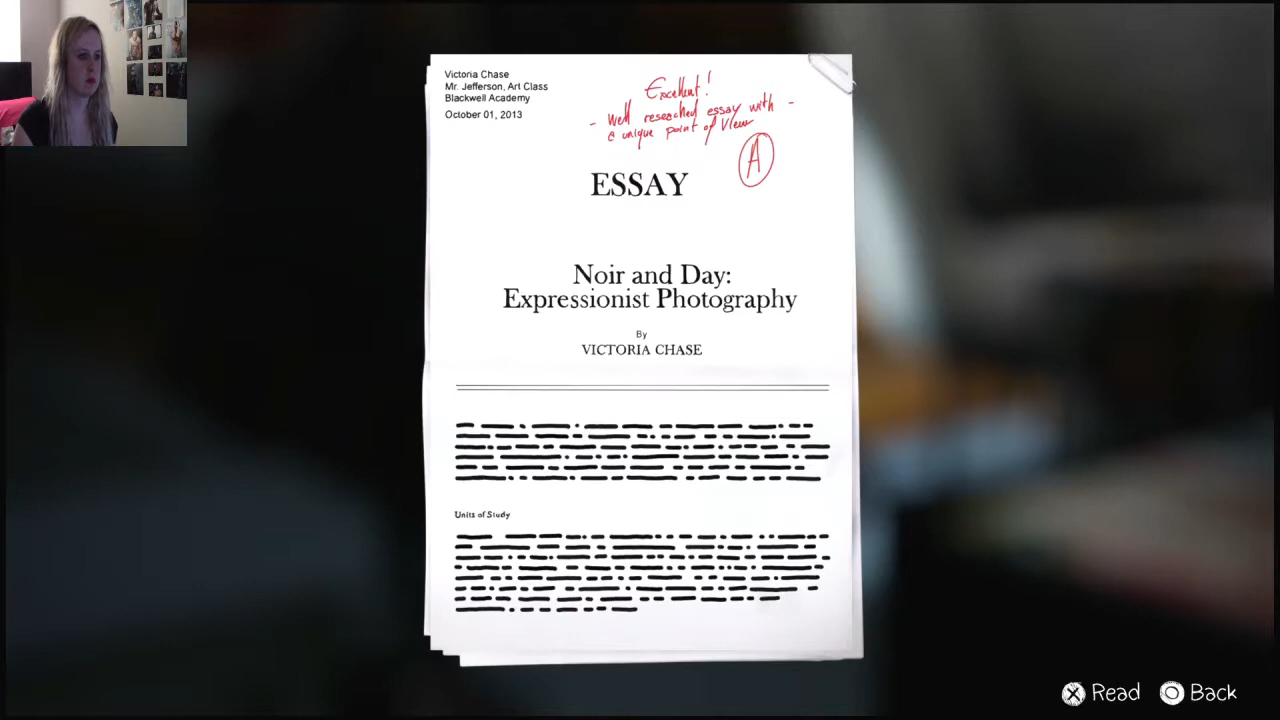 Victoria Chase
Mr. Jefferson, Art Class
Blackwell Academy
October 01, 2013
Excellent!
- Well reseached essay with -
a unique point of View
A
ESSAY
Noir and Day:
Expressionist Photography
By
VICTORIA CHASE
Units of Study
Read Back